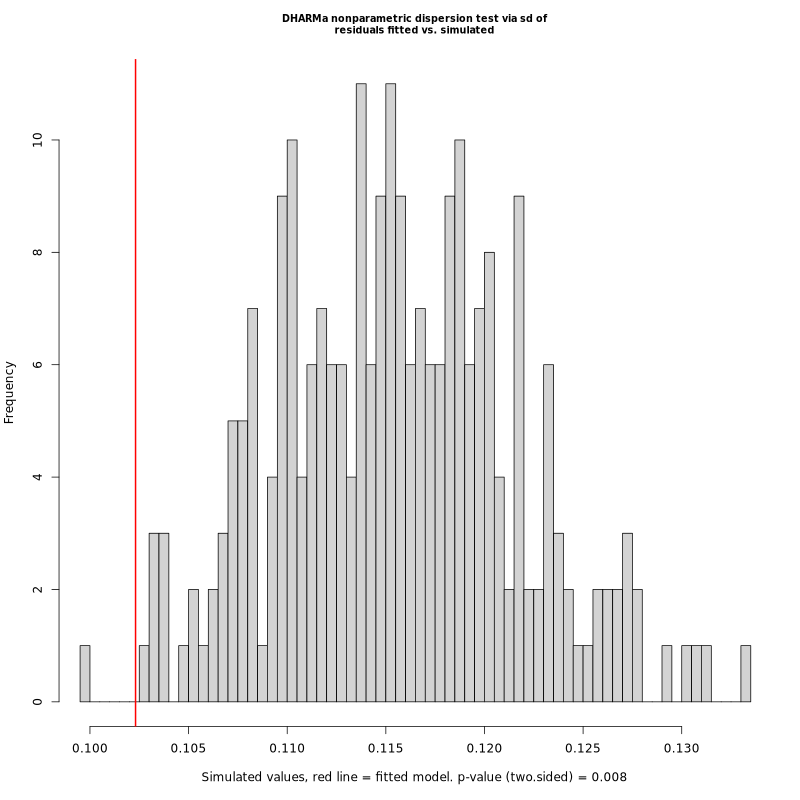 DHARMa nonparametric dispersion test via sd of
residuals fitted vs. simulated
Frequency
10
8
6
4
2
0
0.100 0.105 0.110 0.115 0.120 0.125 0.130
Simulated values, red line = fitted model. p-value (two.sided) = 0.008